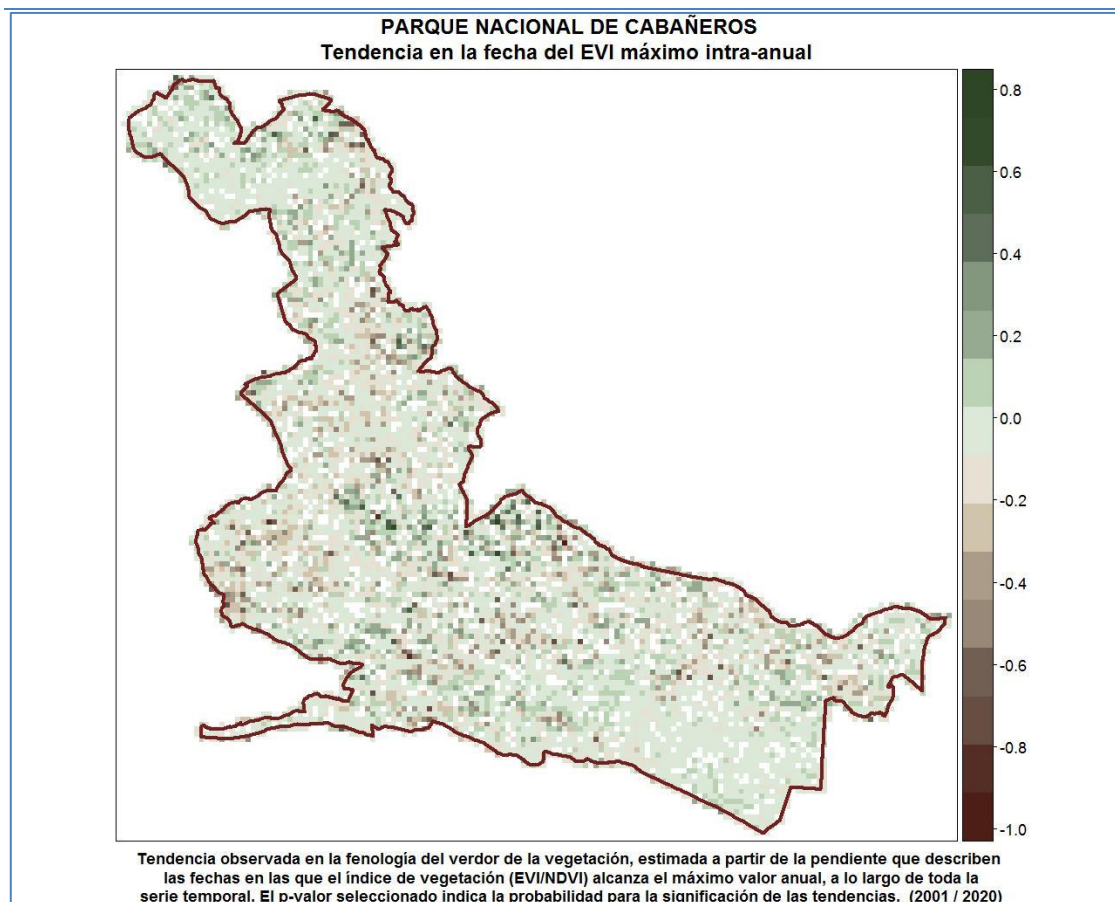 PARQUE NACIONAL DE CABAÑEROS
Tendencia en la fecha del EVI máximo intra-anual
0.8
0.6
0.4
0.2
0.0
-0.2
-0.4
-0.6
-0.8
-1.0
Tendencia observada en la fenología del verdor de la vegetación, estimada a partir de la pendiente que describen
las fechas en las que el índice de vegetación (EVI/NDVI) alcanza el máximo valor anual, a lo largo de toda la
serie temporal. El p-valor seleccionado indica la probabilidad para la significación de las tendencias. (2001 / 2020)